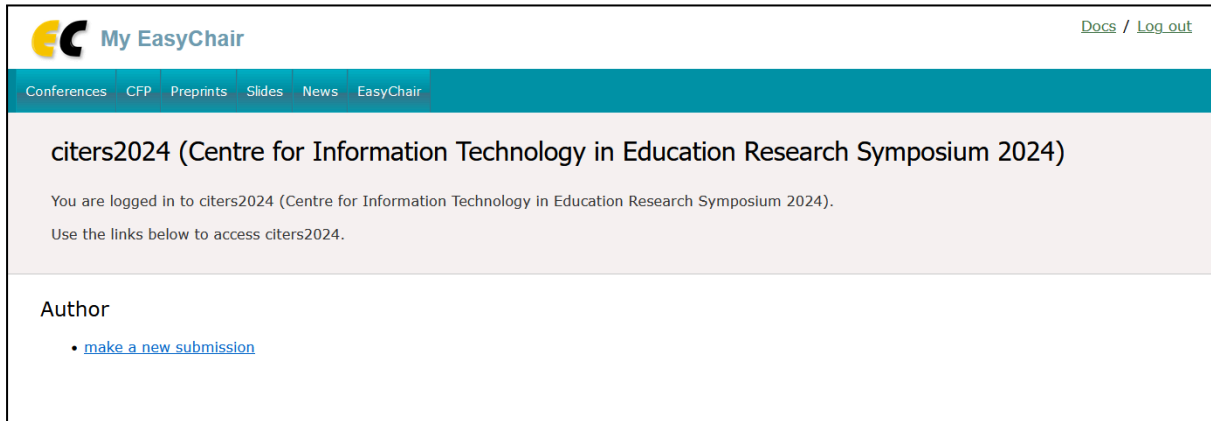 EC My EasyChair
Docs / Log out
Conferences CFP Preprints Slides News EasyChair
citers2024 (Centre for Information Technology in Education Research Symposium 2024)
You are logged in to citers2024 (Centre for Information Technology in Education Research Symposium 2024).
Use the links below to access citers2024.
Author
• make a new submission